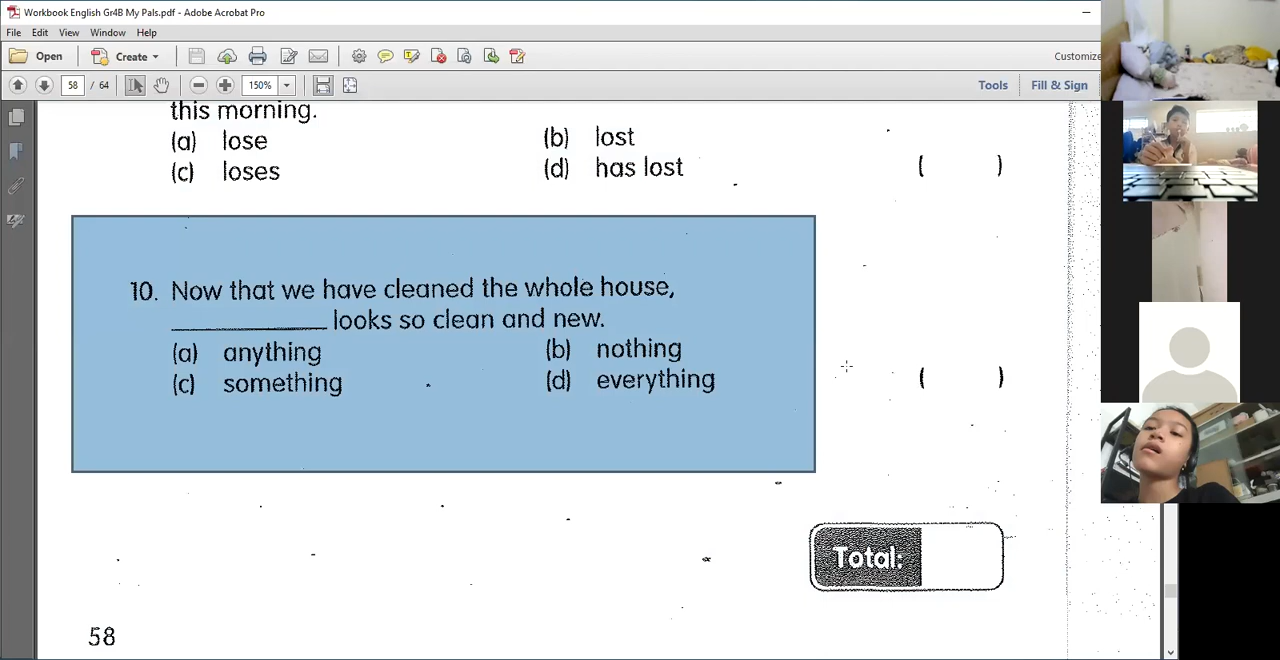 Workbook English Gr4B My Pals.pdf - Adobe Acrobat Pro
File Edit View Window Help
Open Create Customize
58 / 64 150% Tools Fill & Sign
this morning.
(a) lose (b) lost
(c) loses (d) has lost ( )
10. Now that we have cleaned the whole house,
____________ looks so clean and new.
(a) anything (b) nothing
(c) something (d) everything ( )
Total:
58